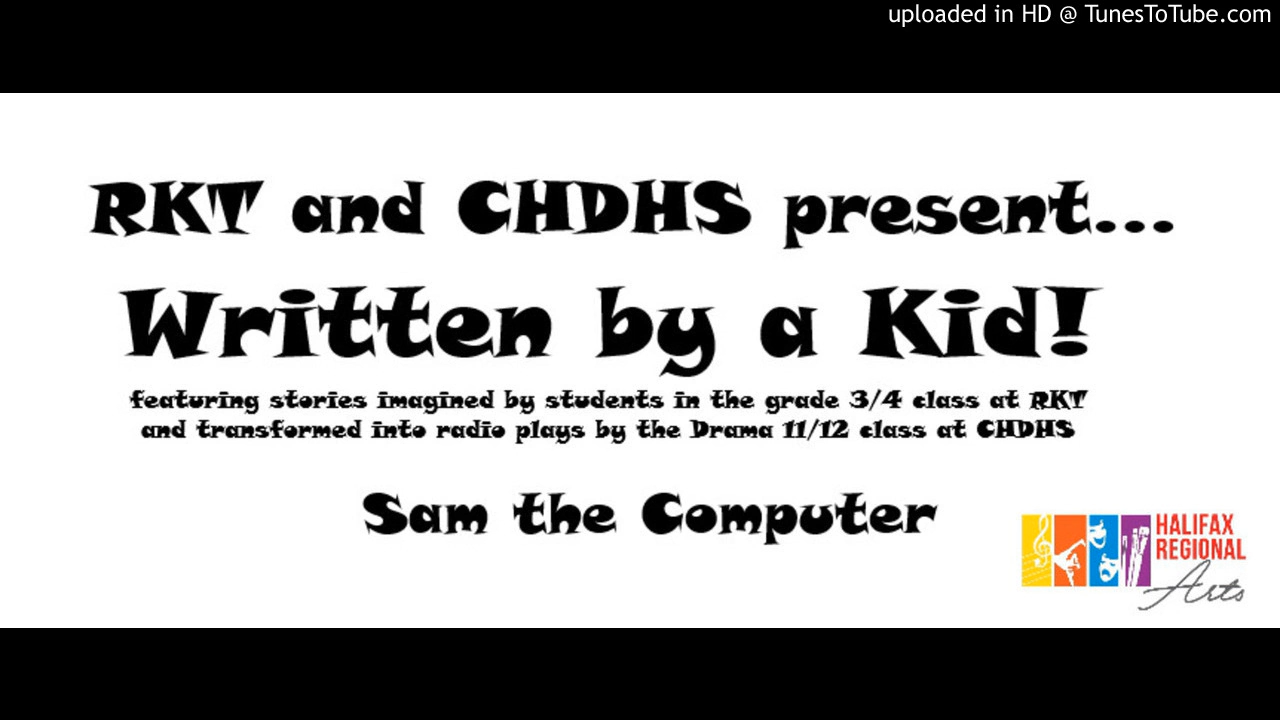 uploaded in HD @ TunesToTube.com
RKT and CHDHS present...
Written by a Kid!
featuring stories imagined by students in the grade 3/4 class at RKT
and transformed into radio plays by the Drama 11/12 class at CHDHS
Sam the Computer
HALIFAX
REGIONAL
Arts